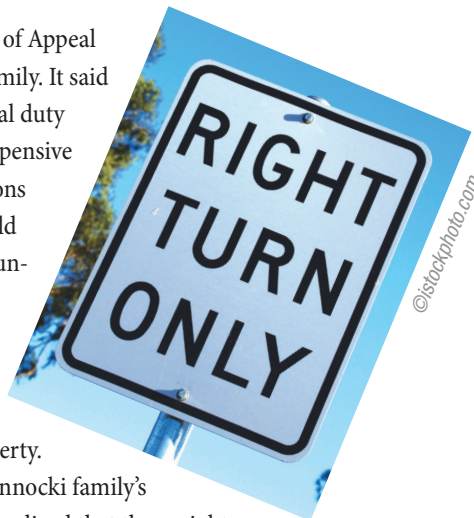 of Appeal
mily. It said
al duty
pensive
ons
ld
un-
erty.
nnocki family's
RIGHT
TURN
ONLY
©istockphoto.com